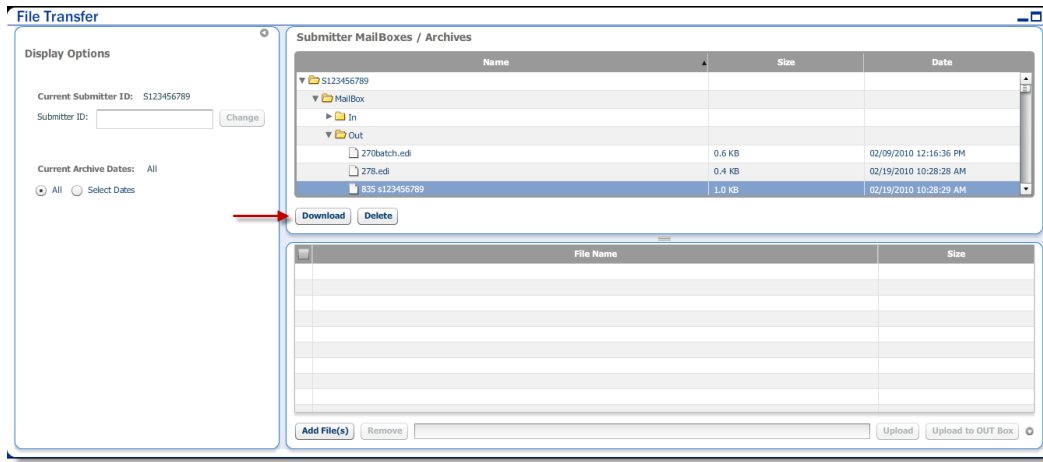 File Transfer
Display Options
Current Submitter ID: S123456789
Submitter ID:
Change
Current Archive Dates: All
All Select Dates
Submitter MailBoxes / Archives
Name Size Date
S123456789
MailBox
In
Out
270batch.edi 0.6 KB 02/09/2010 12:16:36 PM
278.edi 0.4 KB 02/19/2010 10:28:28 AM
835 s123456789 1.0 KB 02/19/2010 10:28:29 AM
Download Delete
File Name Size
Add File(s) Remove Upload Upload to OUT Box